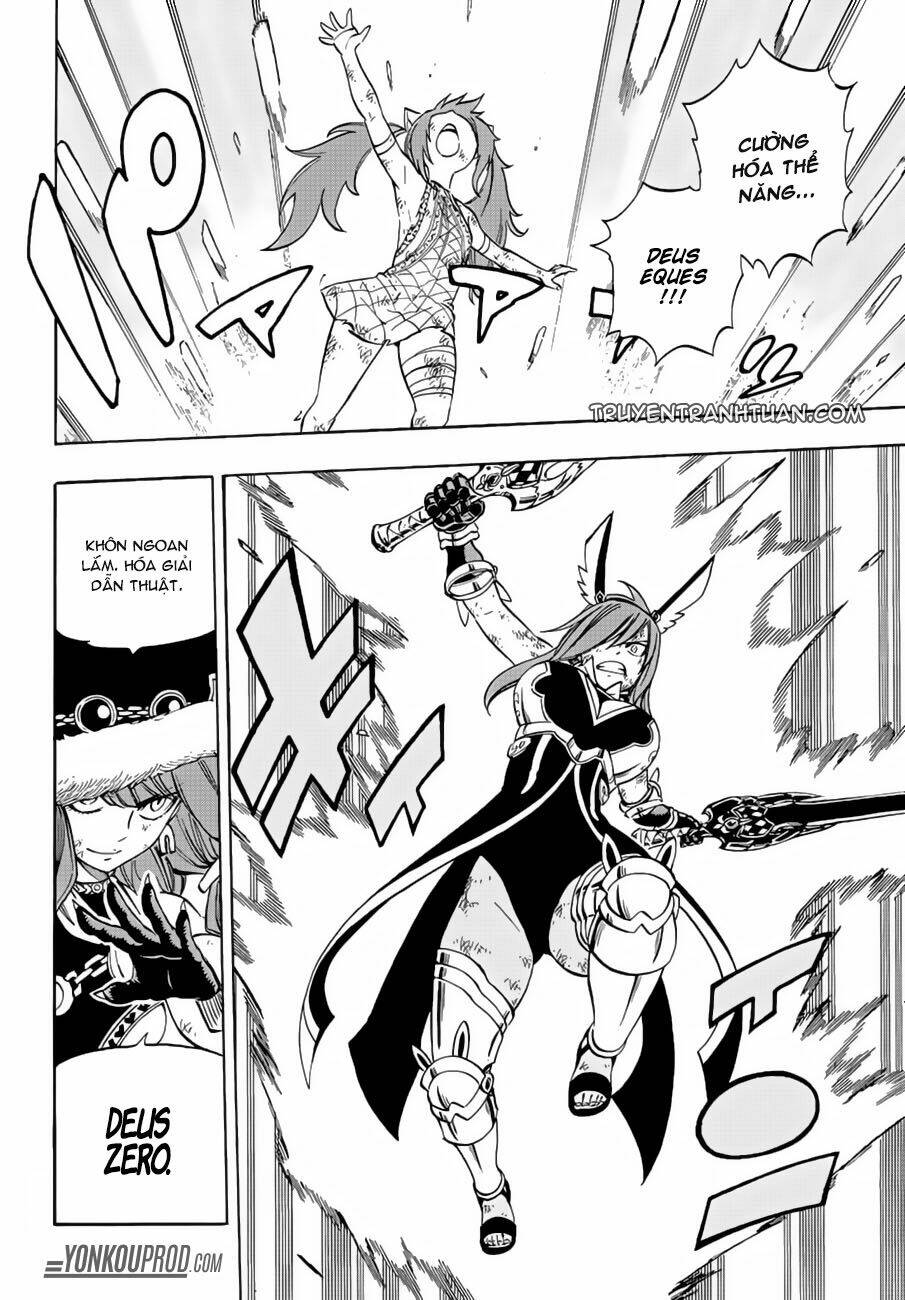 CƯỜNG
HÓA THỂ
NĂNG...
DEUS
EQUES
!!!
TRUYENTRANHTUAN.COM
KHÔN NGOAN
LẮM. HÓA GIẢI
DẪN THUẬT.
DEUS
ZERO.
=YONKOUPROD.COM